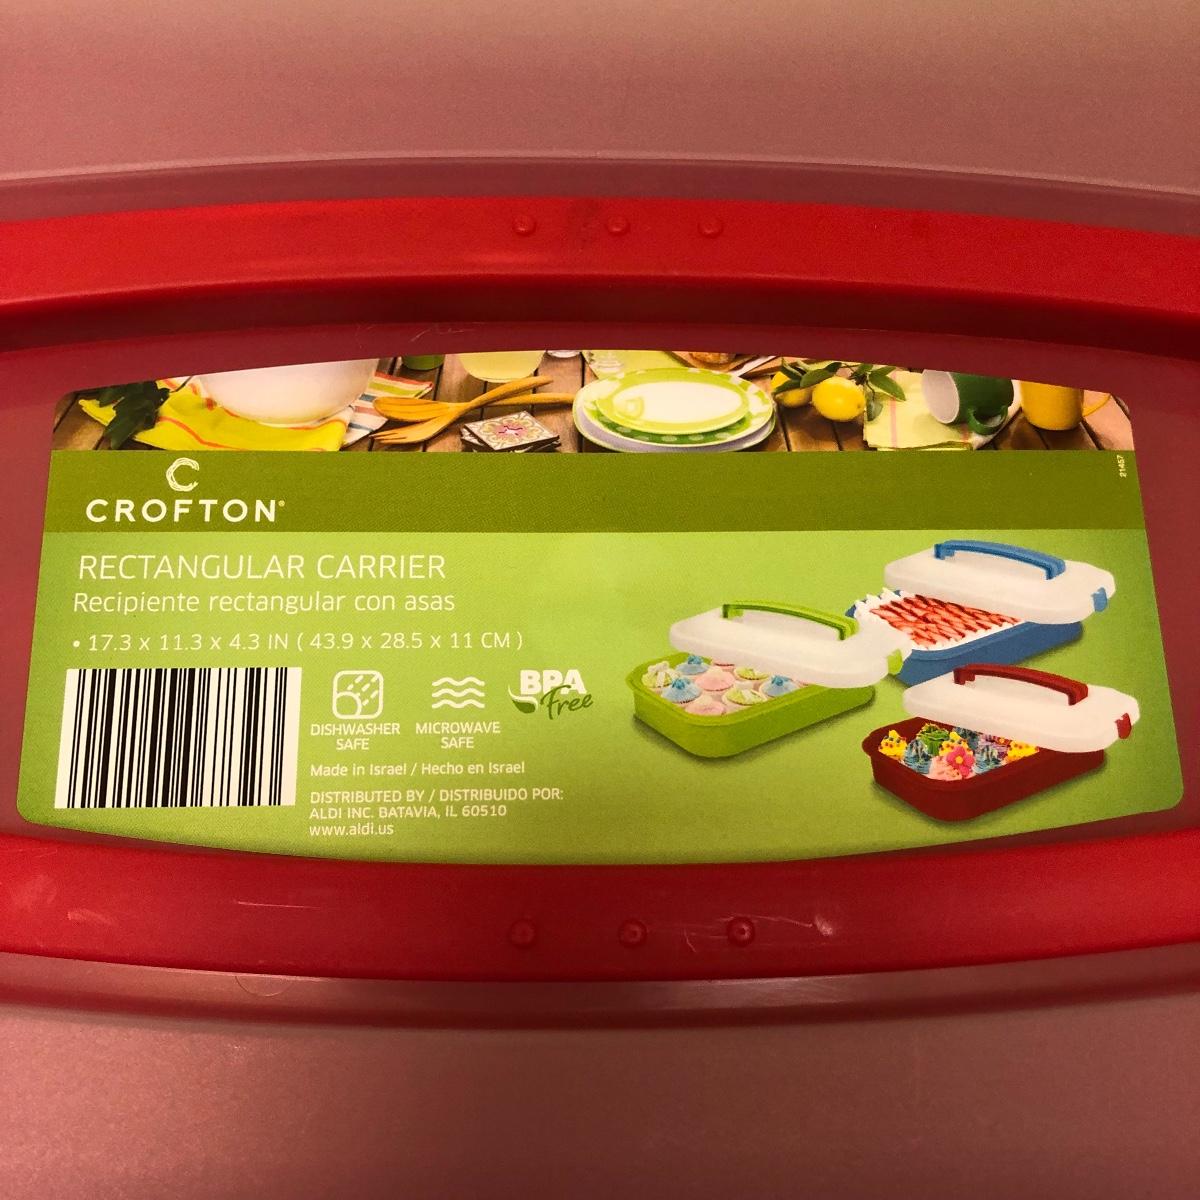 21457
CROFTON®
RECTANGULAR CARRIER
Recipiente rectangular con asas
• 17.3 x 11.3 x 4.3 IN ( 43.9 x 28.5 x 11 CM )
DISHWASHER
SAFE
MICROWAVE
SAFE
BPA
Free
Made in Israel / Hecho en Israel
DISTRIBUTED BY / DISTRIBUIDO POR:
ALDI INC. BATAVIA, IL 60510
www.aldi.us